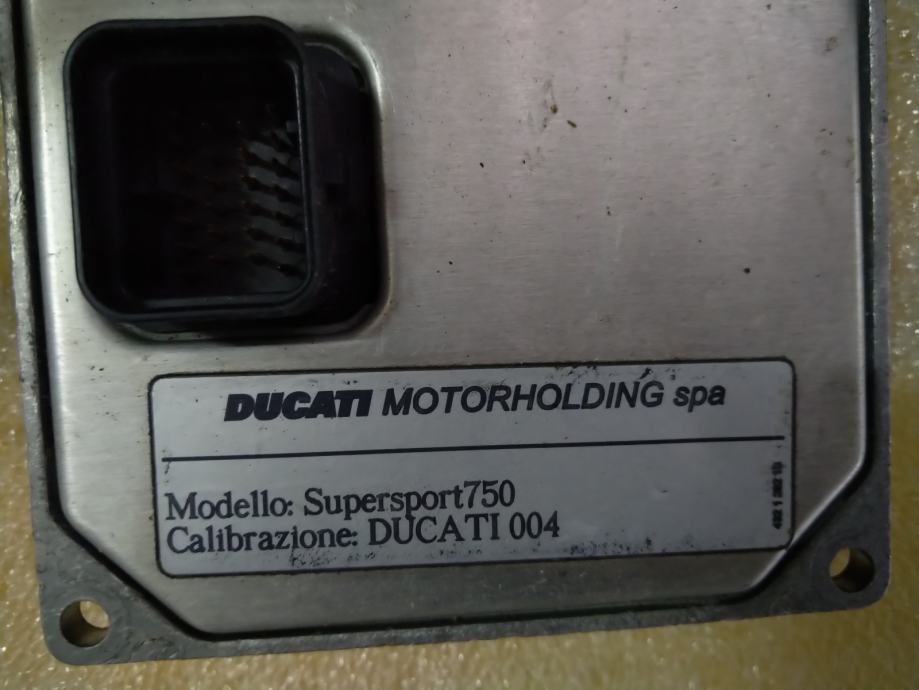 DUCATI MOTORHOLDING spa
Modello: Supersport750
Calibrazione: DUCATI 004